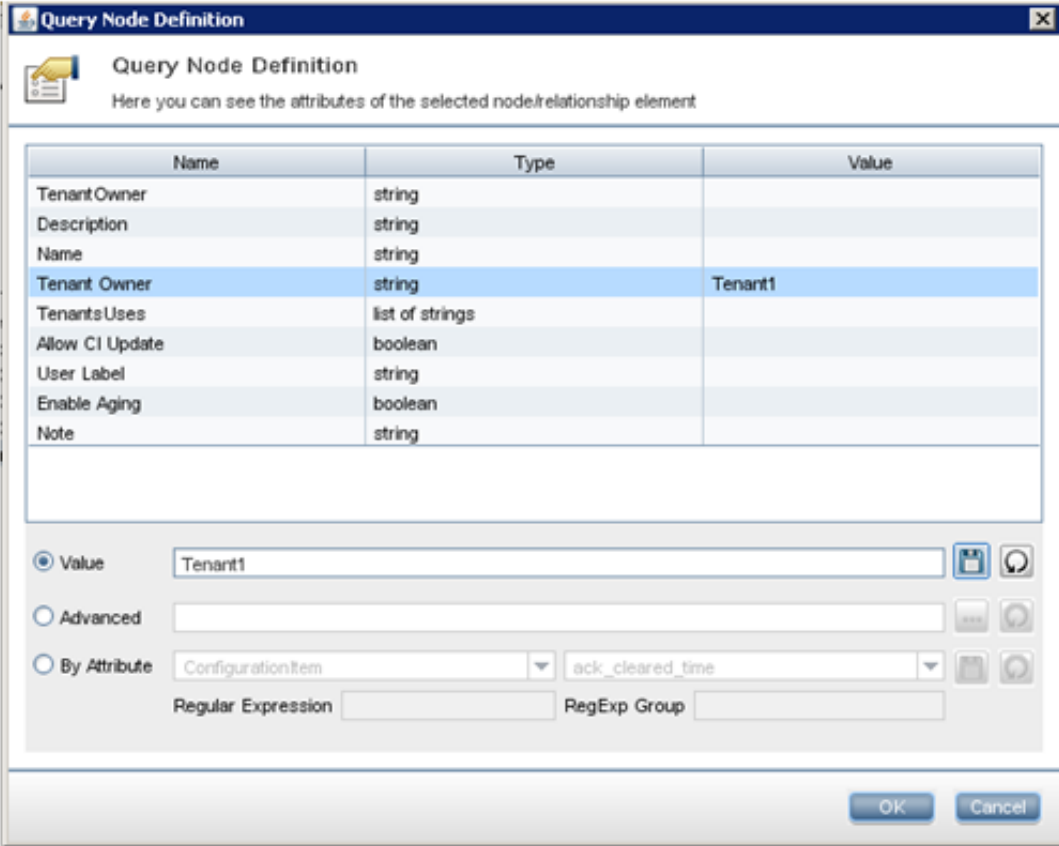 Query Node Definition
Query Node Definition
Here you can see the attributes of the selected node/relationship element
Name Type Value
TenantOwner string
Description string
Name string
Tenant Owner string Tenant1
TenantsUses list of strings
Allow CI Update boolean
User Label string
Enable Aging boolean
Note string
Value Tenant1
Advanced ...
By Attribute ConfigurationItem ack_cleared_time
Regular Expression RegExp Group
OK Cancel